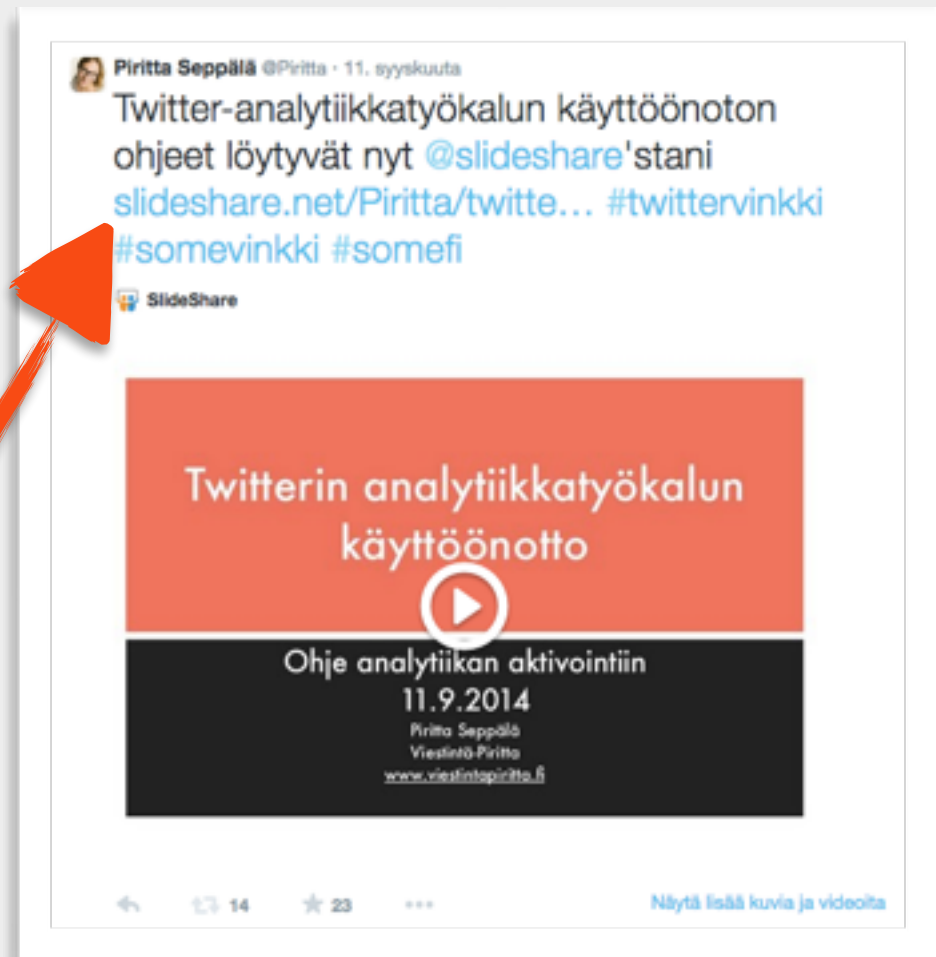 Piritta Seppälä @Piritta · 11. syyskuuta
Twitter-analytiikkatyökalun käyttöönoton
ohjeet löytyvät nyt @slideshare'stani
slideshare.net/Piritta/twitte... #twittervinkki
#somevinkki #somefi
SlideShare
Twitterin analytiikkatyökalun
käyttöönotto
Ohje analytiikan aktivointiin
11.9.2014
Piritta Seppälä
Viestintä-Piritta
www.viestintapiritta.fi
14 23 Näytä lisää kuvia ja videoita